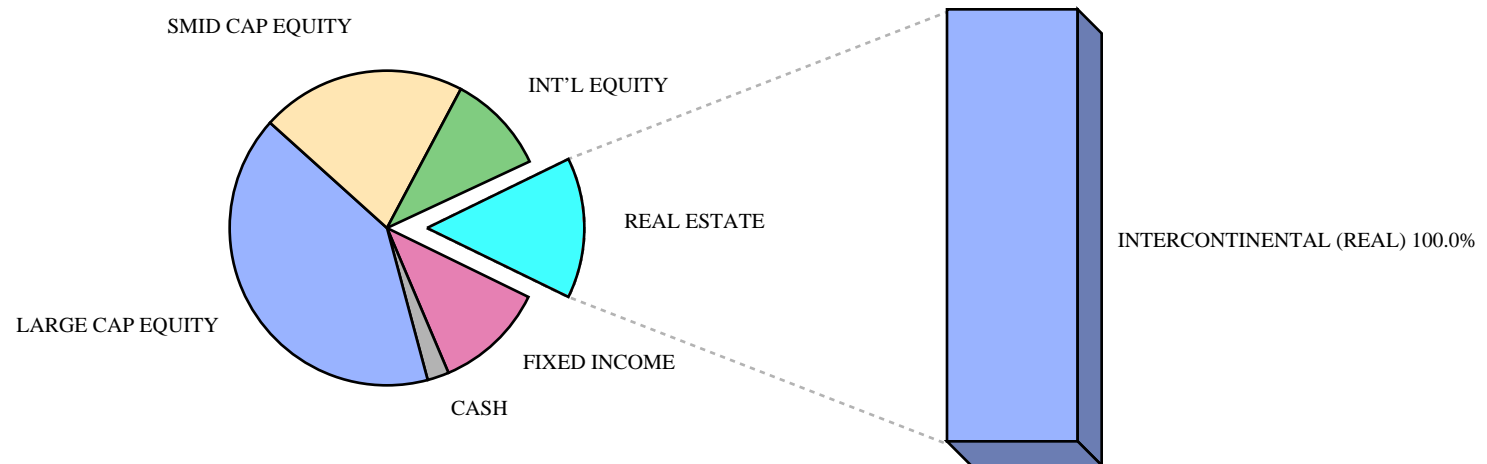 SMID CAP EQUITY
INT’L EQUITY
REAL ESTATE
INTERCONTINENTAL (REAL) 100.0%
LARGE CAP EQUITY
FIXED INCOME
CASH